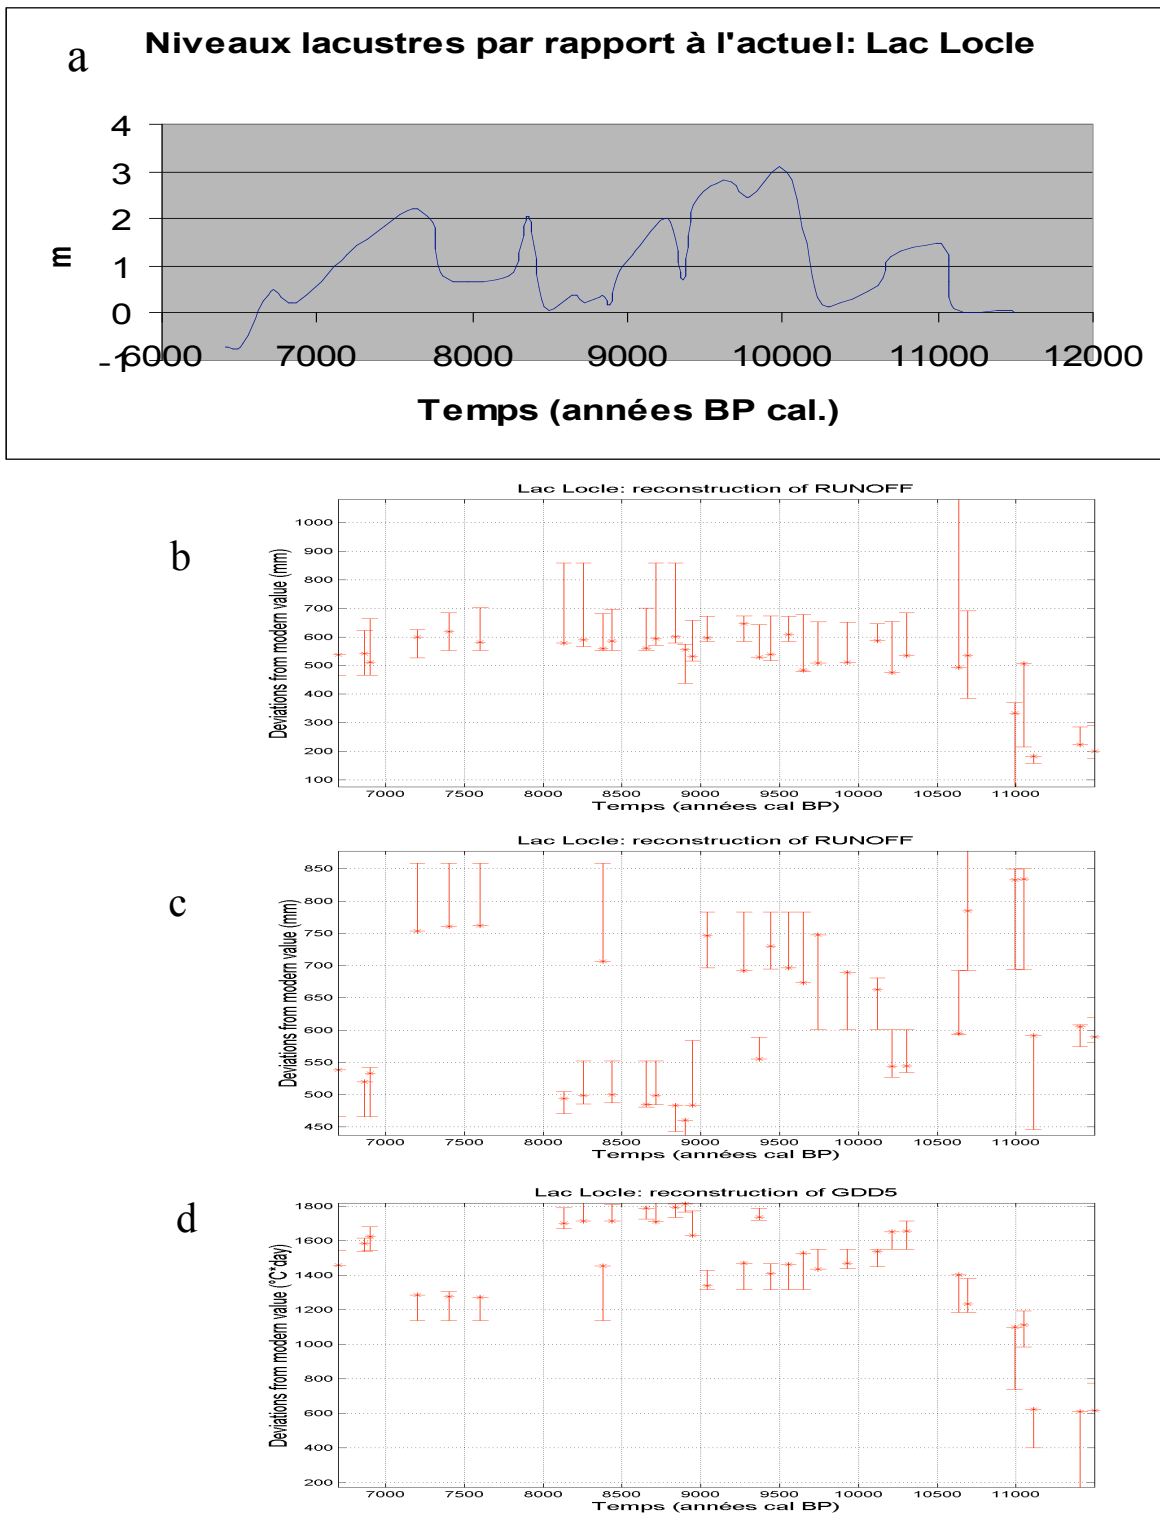 a
Niveaux lacustres par rapport à l'actuel: Lac Locle
4
3
2
1
0
-1
m
6000 7000 8000 9000 10000 11000 12000
Temps (années BP cal.)
b
Lac Locle: reconstruction of RUNOFF
Deviations from modern value (mm)
1000
900
800
700
600
500
400
300
200
100
7000 7500 8000 8500 9000 9500 10000 10500 11000
Temps (années cal BP)
c
Lac Locle: reconstruction of RUNOFF
Deviations from modern value (mm)
850
800
750
700
650
600
550
500
450
7000 7500 8000 8500 9000 9500 10000 10500 11000
Temps (années cal BP)
d
Lac Locle: reconstruction of GDD5
Deviations from modern value (°C*day)
1800
1600
1400
1200
1000
800
600
400
200
7000 7500 8000 8500 9000 9500 10000 10500 11000
Temps (années cal BP)